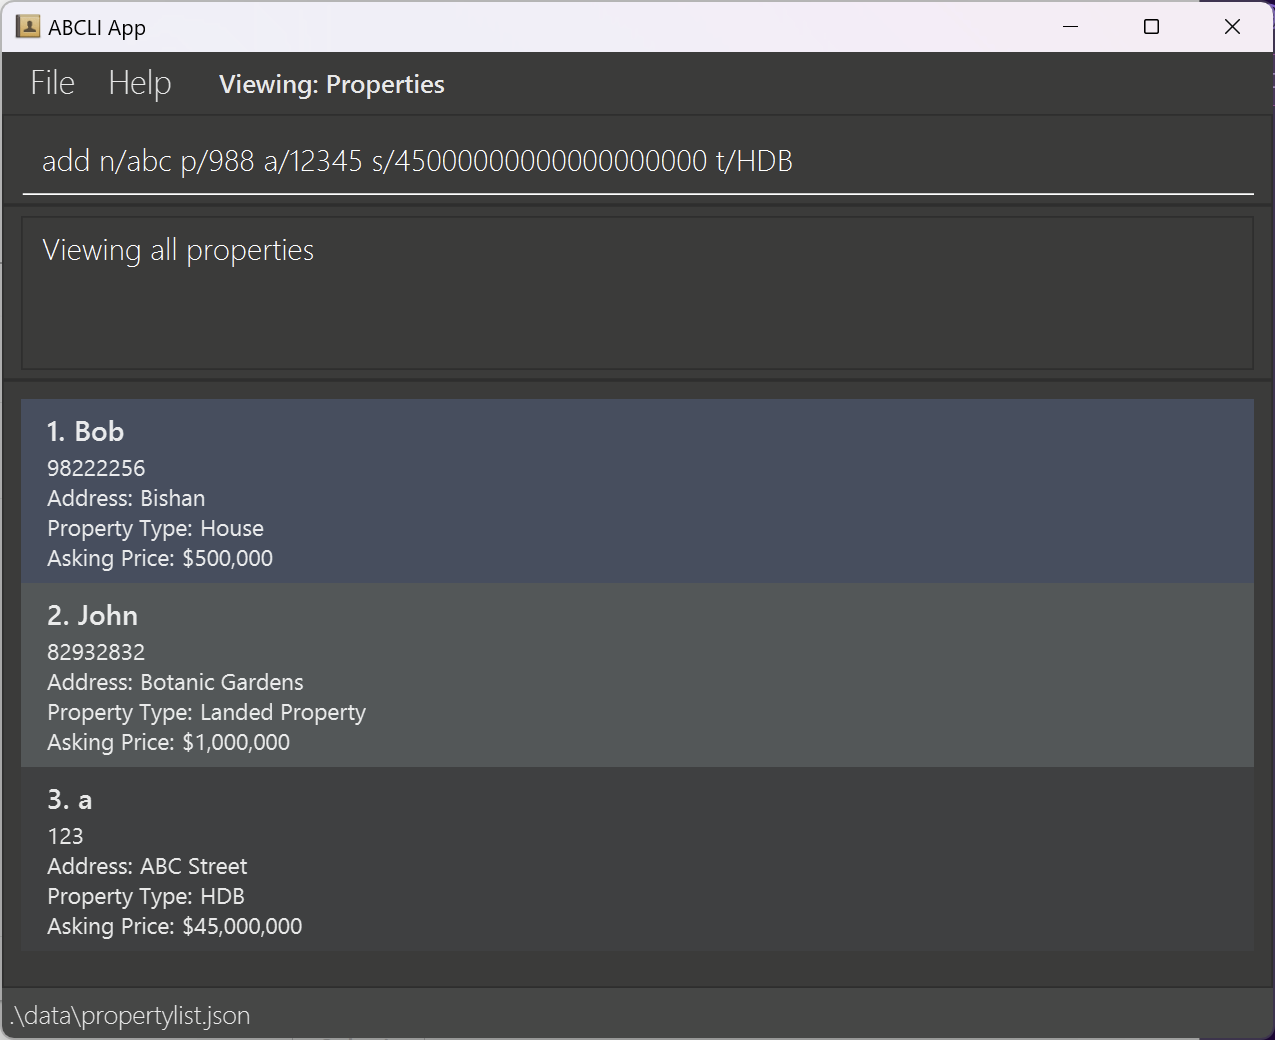 ABCLI App
File Help Viewing: Properties
add n/abc p/988 a/12345 s/45000000000000000000 t/HDB
Viewing all properties
1. Bob
98222256
Address: Bishan
Property Type: House
Asking Price: $500,000
2. John
82932832
Address: Botanic Gardens
Property Type: Landed Property
Asking Price: $1,000,000
3. a
123
Address: ABC Street
Property Type: HDB
Asking Price: $45,000,000
.\data\propertylist.json